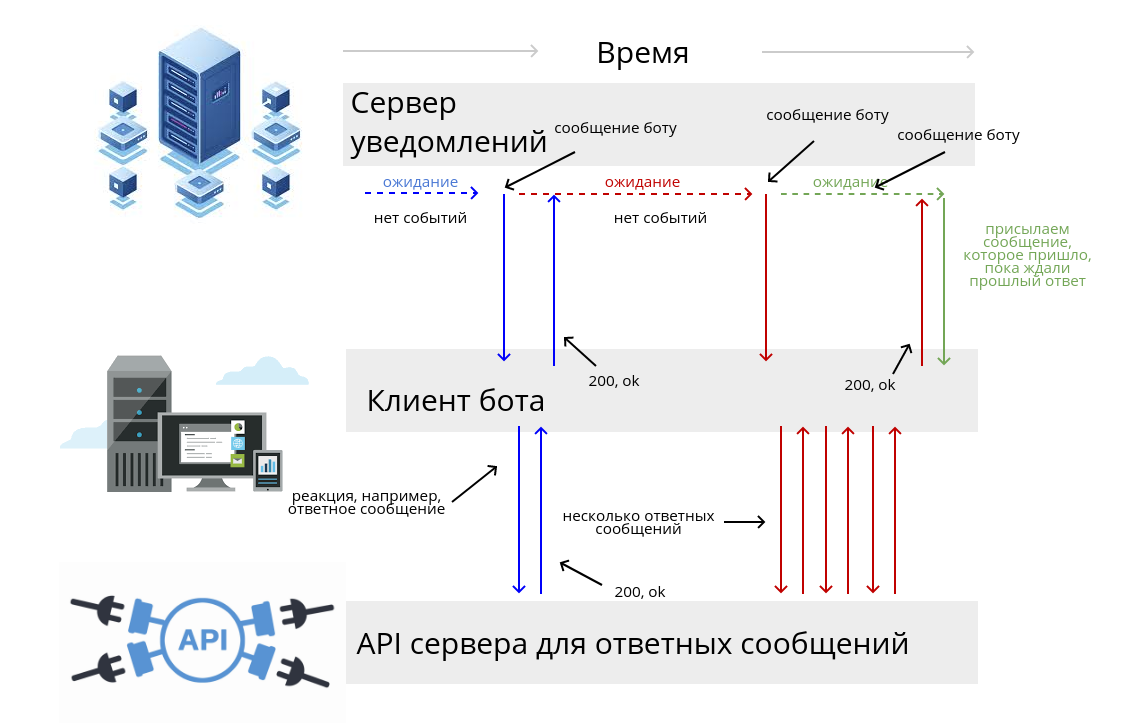 Время
Сервер
уведомлений
сообщение боту
сообщение боту
сообщение боту
ожидание
ожидание
ожидание
нет событий
нет событий
присылаем
сообщение,
которое пришло,
пока ждали
прошлый ответ
200, ok
200, ok
Клиент бота
реакция, например,
ответное сообщение
несколько ответных
сообщений
200, ok
API
API сервера для ответных сообщений